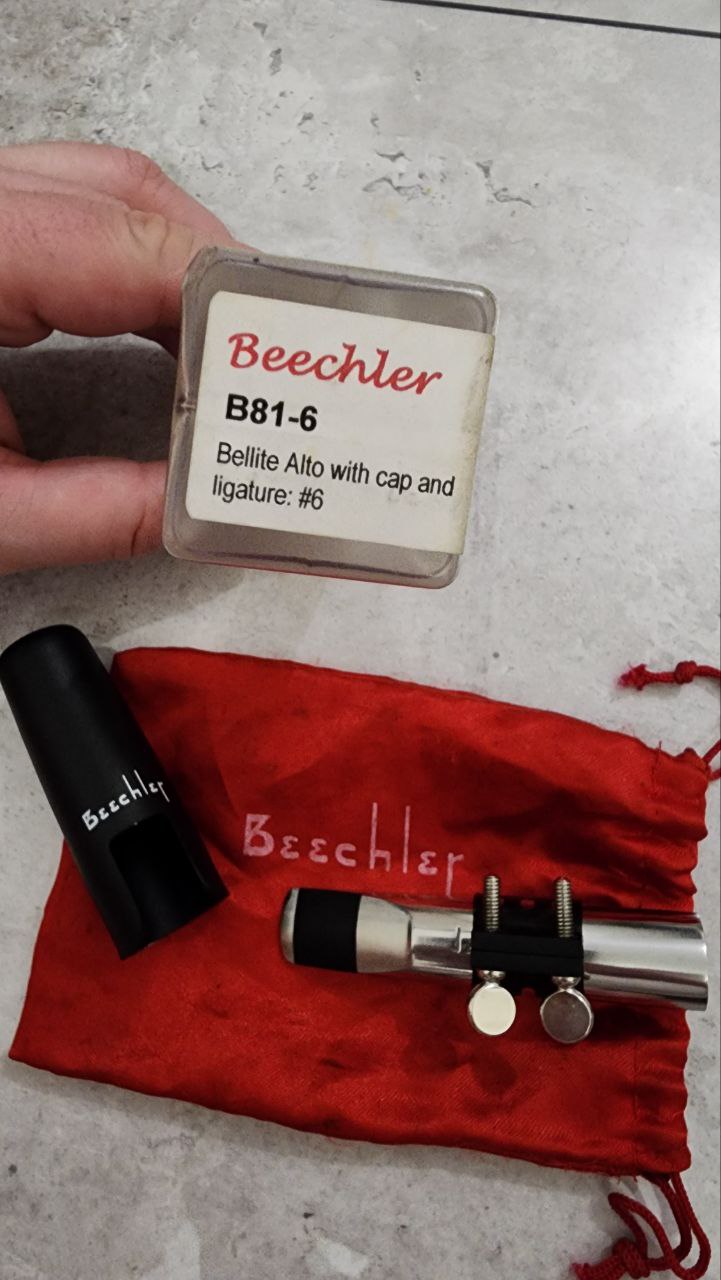 Beechler
B81-6
Bellite Alto with cap and
ligature: #6
Beechler
Beechler